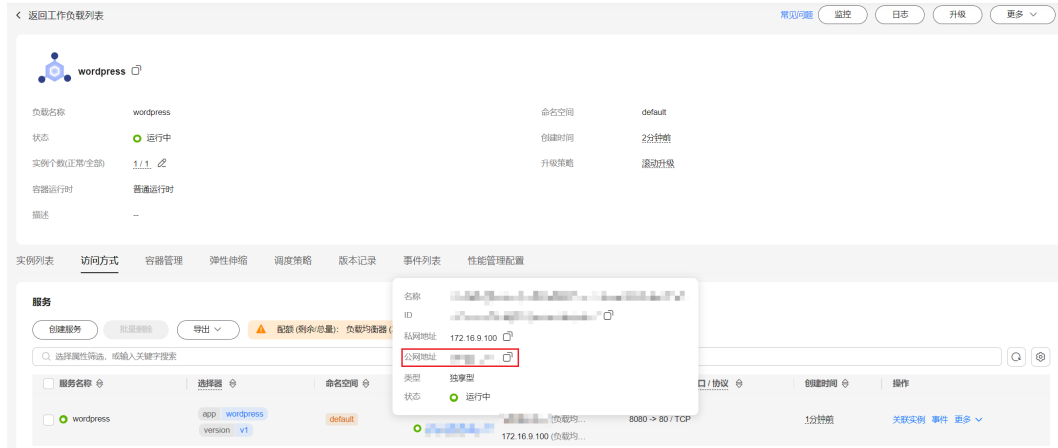 返回工作负载列表 常见问题 监控 日志 升级 更多
wordpress
负载名称 wordpress 命名空间 default
状态 运行中 创建时间 2分钟前
实例个数(正常/全部) 1 / 1 升级策略 滚动升级
容器运行时 普通运行时
描述 --
实例列表 访问方式 容器管理 弹性伸缩 调度策略 版本记录 事件列表 性能管理配置
服务
创建服务 批量删除 导出 配额 (剩余/总量): 负载均衡器
选择属性筛选，或输入关键字搜索
名称
ID
私网地址 172.16.9.100
公网地址
类型 独享型
状态 运行中
服务名称 选择器 命名空间 口 / 协议 创建时间 操作
wordpress app wordpress version v1 default (负载均... 172.16.9.100 (负载均... 8080 -> 80 / TCP 1分钟前 关联实例 事件 更多